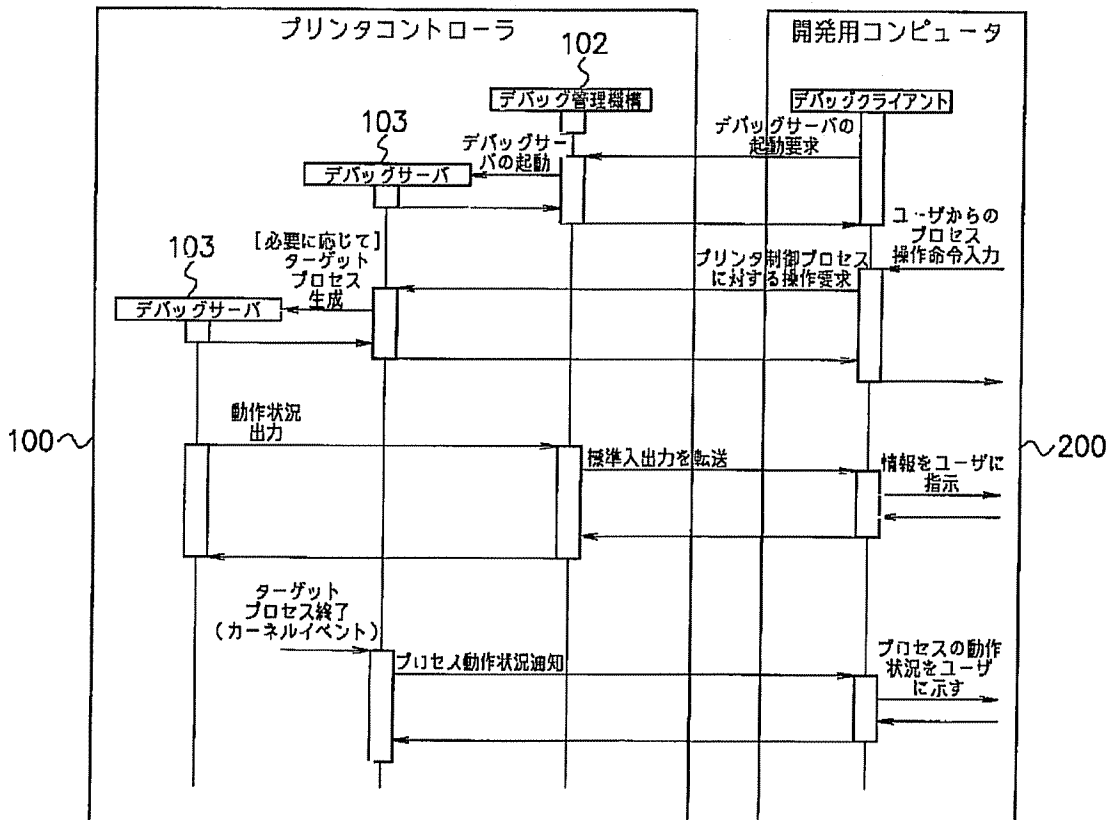 プリンタコントローラ
開発用コンピュータ
102
デバッグ管理機構
デバッグクライアント
103
デバッグサー
バの起動
デバッグサーバの
起動要求
デバッグサーバ
ユーザからの
プロセス
操作命令入力
103
[必要に応じて]
ターゲット
プロセス
生成
プリンタ制御プロセス
に対する操作要求
デバッグサーバ
動作状況
出力
100
標準入出力を転送
情報をユーザに
指示
200
ターゲット
プロセス終了
(カーネルイベント)
プロセス動作状況通知
プロセスの動作
状況をユーザ
に示す